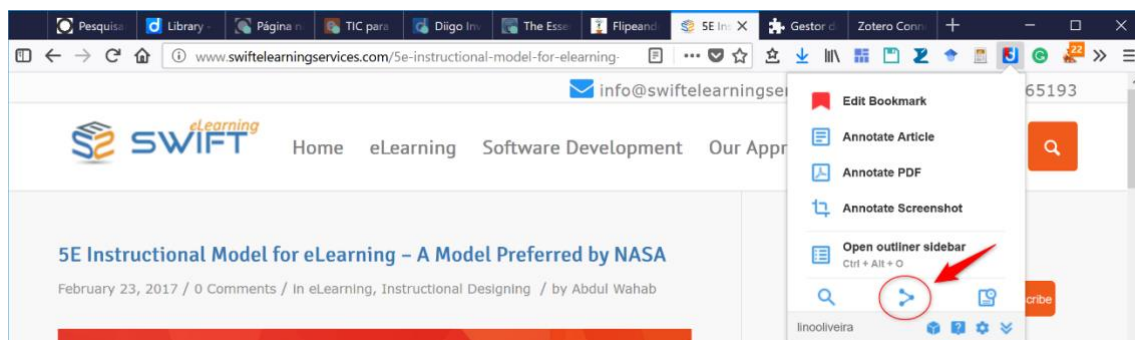 Pesquisa Library - Página n TIC para Diigo In The Esse Flipeand 5E Ins Gestor d Zotero Conn
www.swiftelearningservices.com/5e-instructional-model-for-elearning-
22
info@swiftelearningser 65193
Edit Bookmark
Annotate Article
Annotate PDF
Annotate Screenshot
Open outliner sidebar
Ctrl + Alt + O
linooliveira
eLearning
SWIFT
Home eLearning Software Development Our Appr
5E Instructional Model for eLearning – A Model Preferred by NASA
February 23, 2017 / 0 Comments / in eLearning, Instructional Designing / by Abdul Wahab
cribe